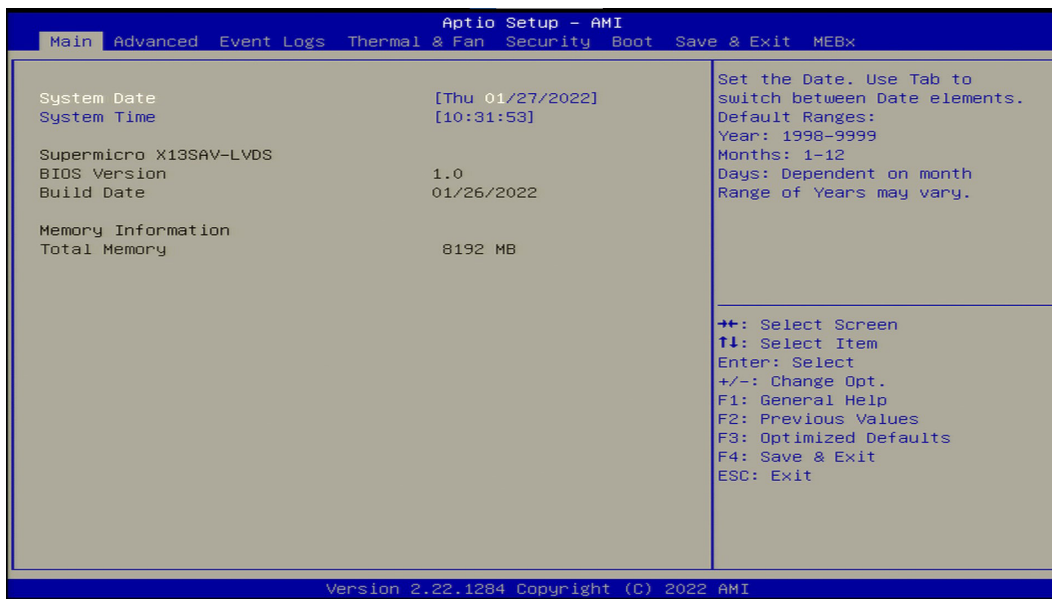 Aptio Setup – AMI
Main Advanced Event Logs Thermal & Fan Security Boot Save & Exit MEBx
System Date [Thu 01/27/2022]
System Time [10:31:53]
Supermicro X13SAV-LVDS
BIOS Version 1.0
Build Date 01/26/2022
Memory Information
Total Memory 8192 MB
Set the Date. Use Tab to
switch between Date elements.
Default Ranges:
Year: 1998-9999
Months: 1-12
Days: Dependent on month
Range of Years may vary.
→←: Select Screen
↑↓: Select Item
Enter: Select
+/-: Change Opt.
F1: General Help
F2: Previous Values
F3: Optimized Defaults
F4: Save & Exit
ESC: Exit
Version 2.22.1284 Copyright (C) 2022 AMI